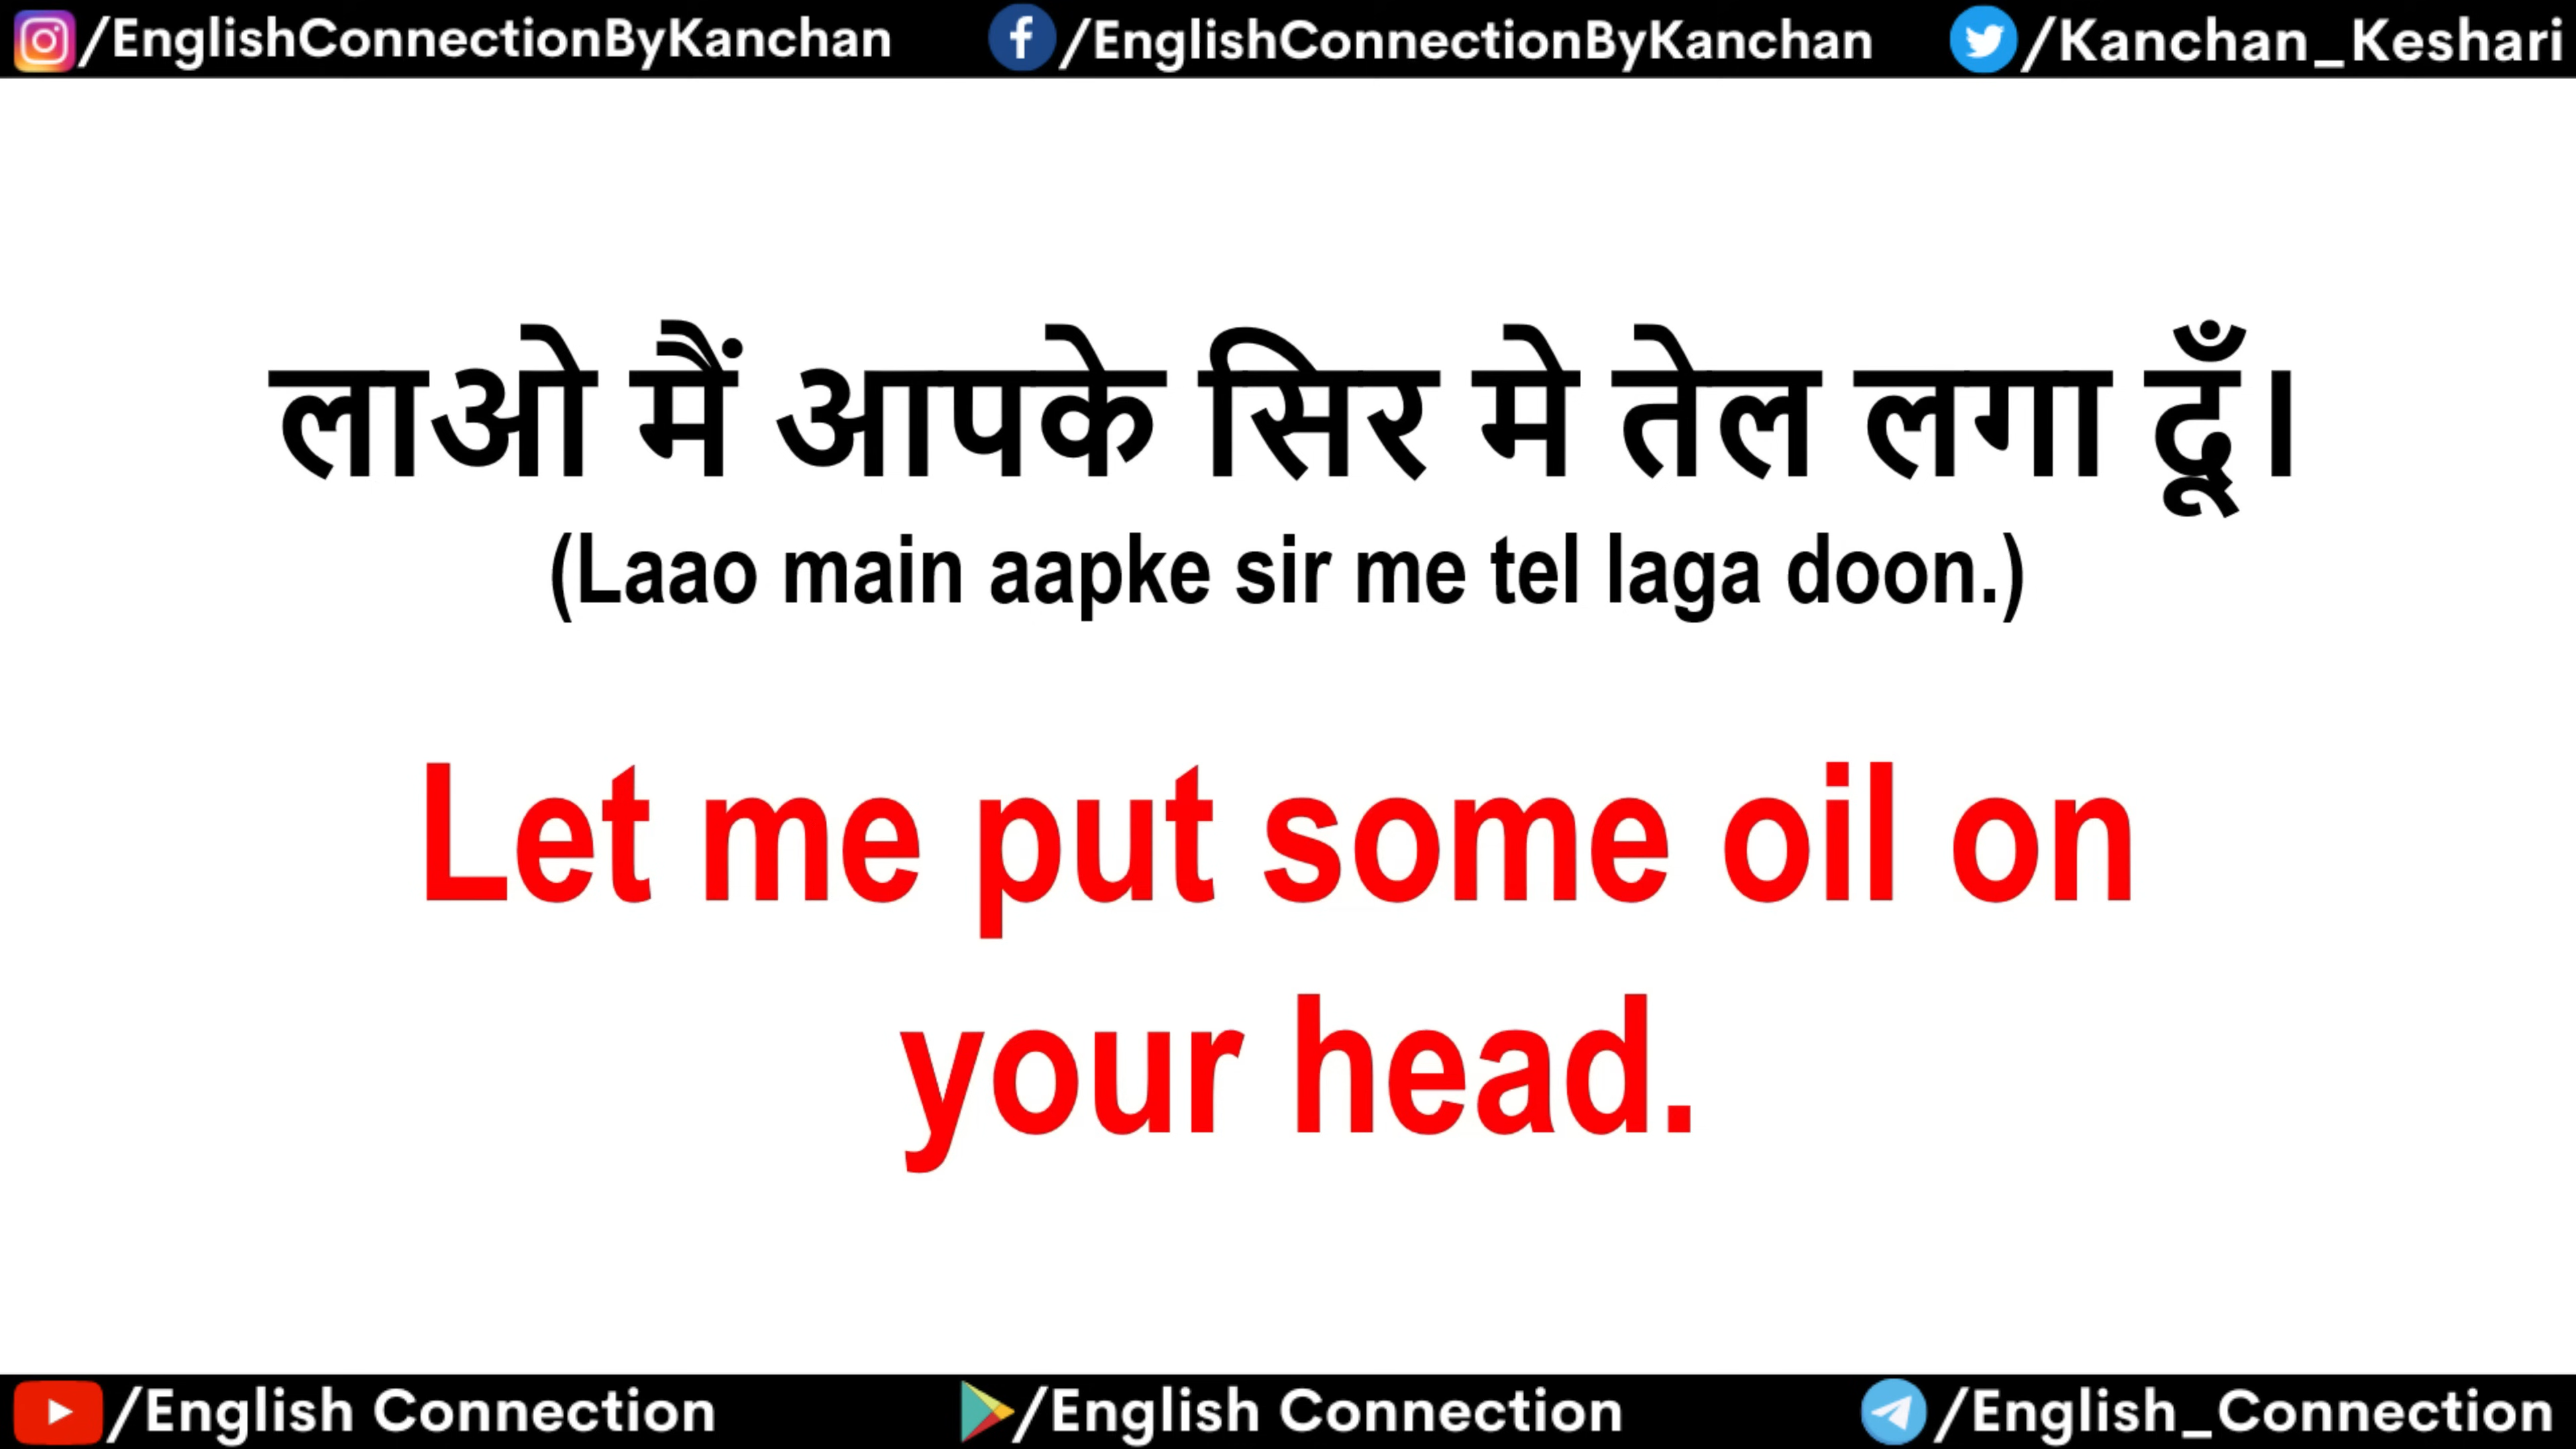 /EnglishConnectionByKanchan /EnglishConnectionByKanchan /Kanchan_Keshari
लाओ मैं आपके सिर मे तेल लगा दूँ।
(Laao main aapke sir me tel laga doon.)
Let me put some oil on
your head.
/English Connection /English Connection /English_Connection